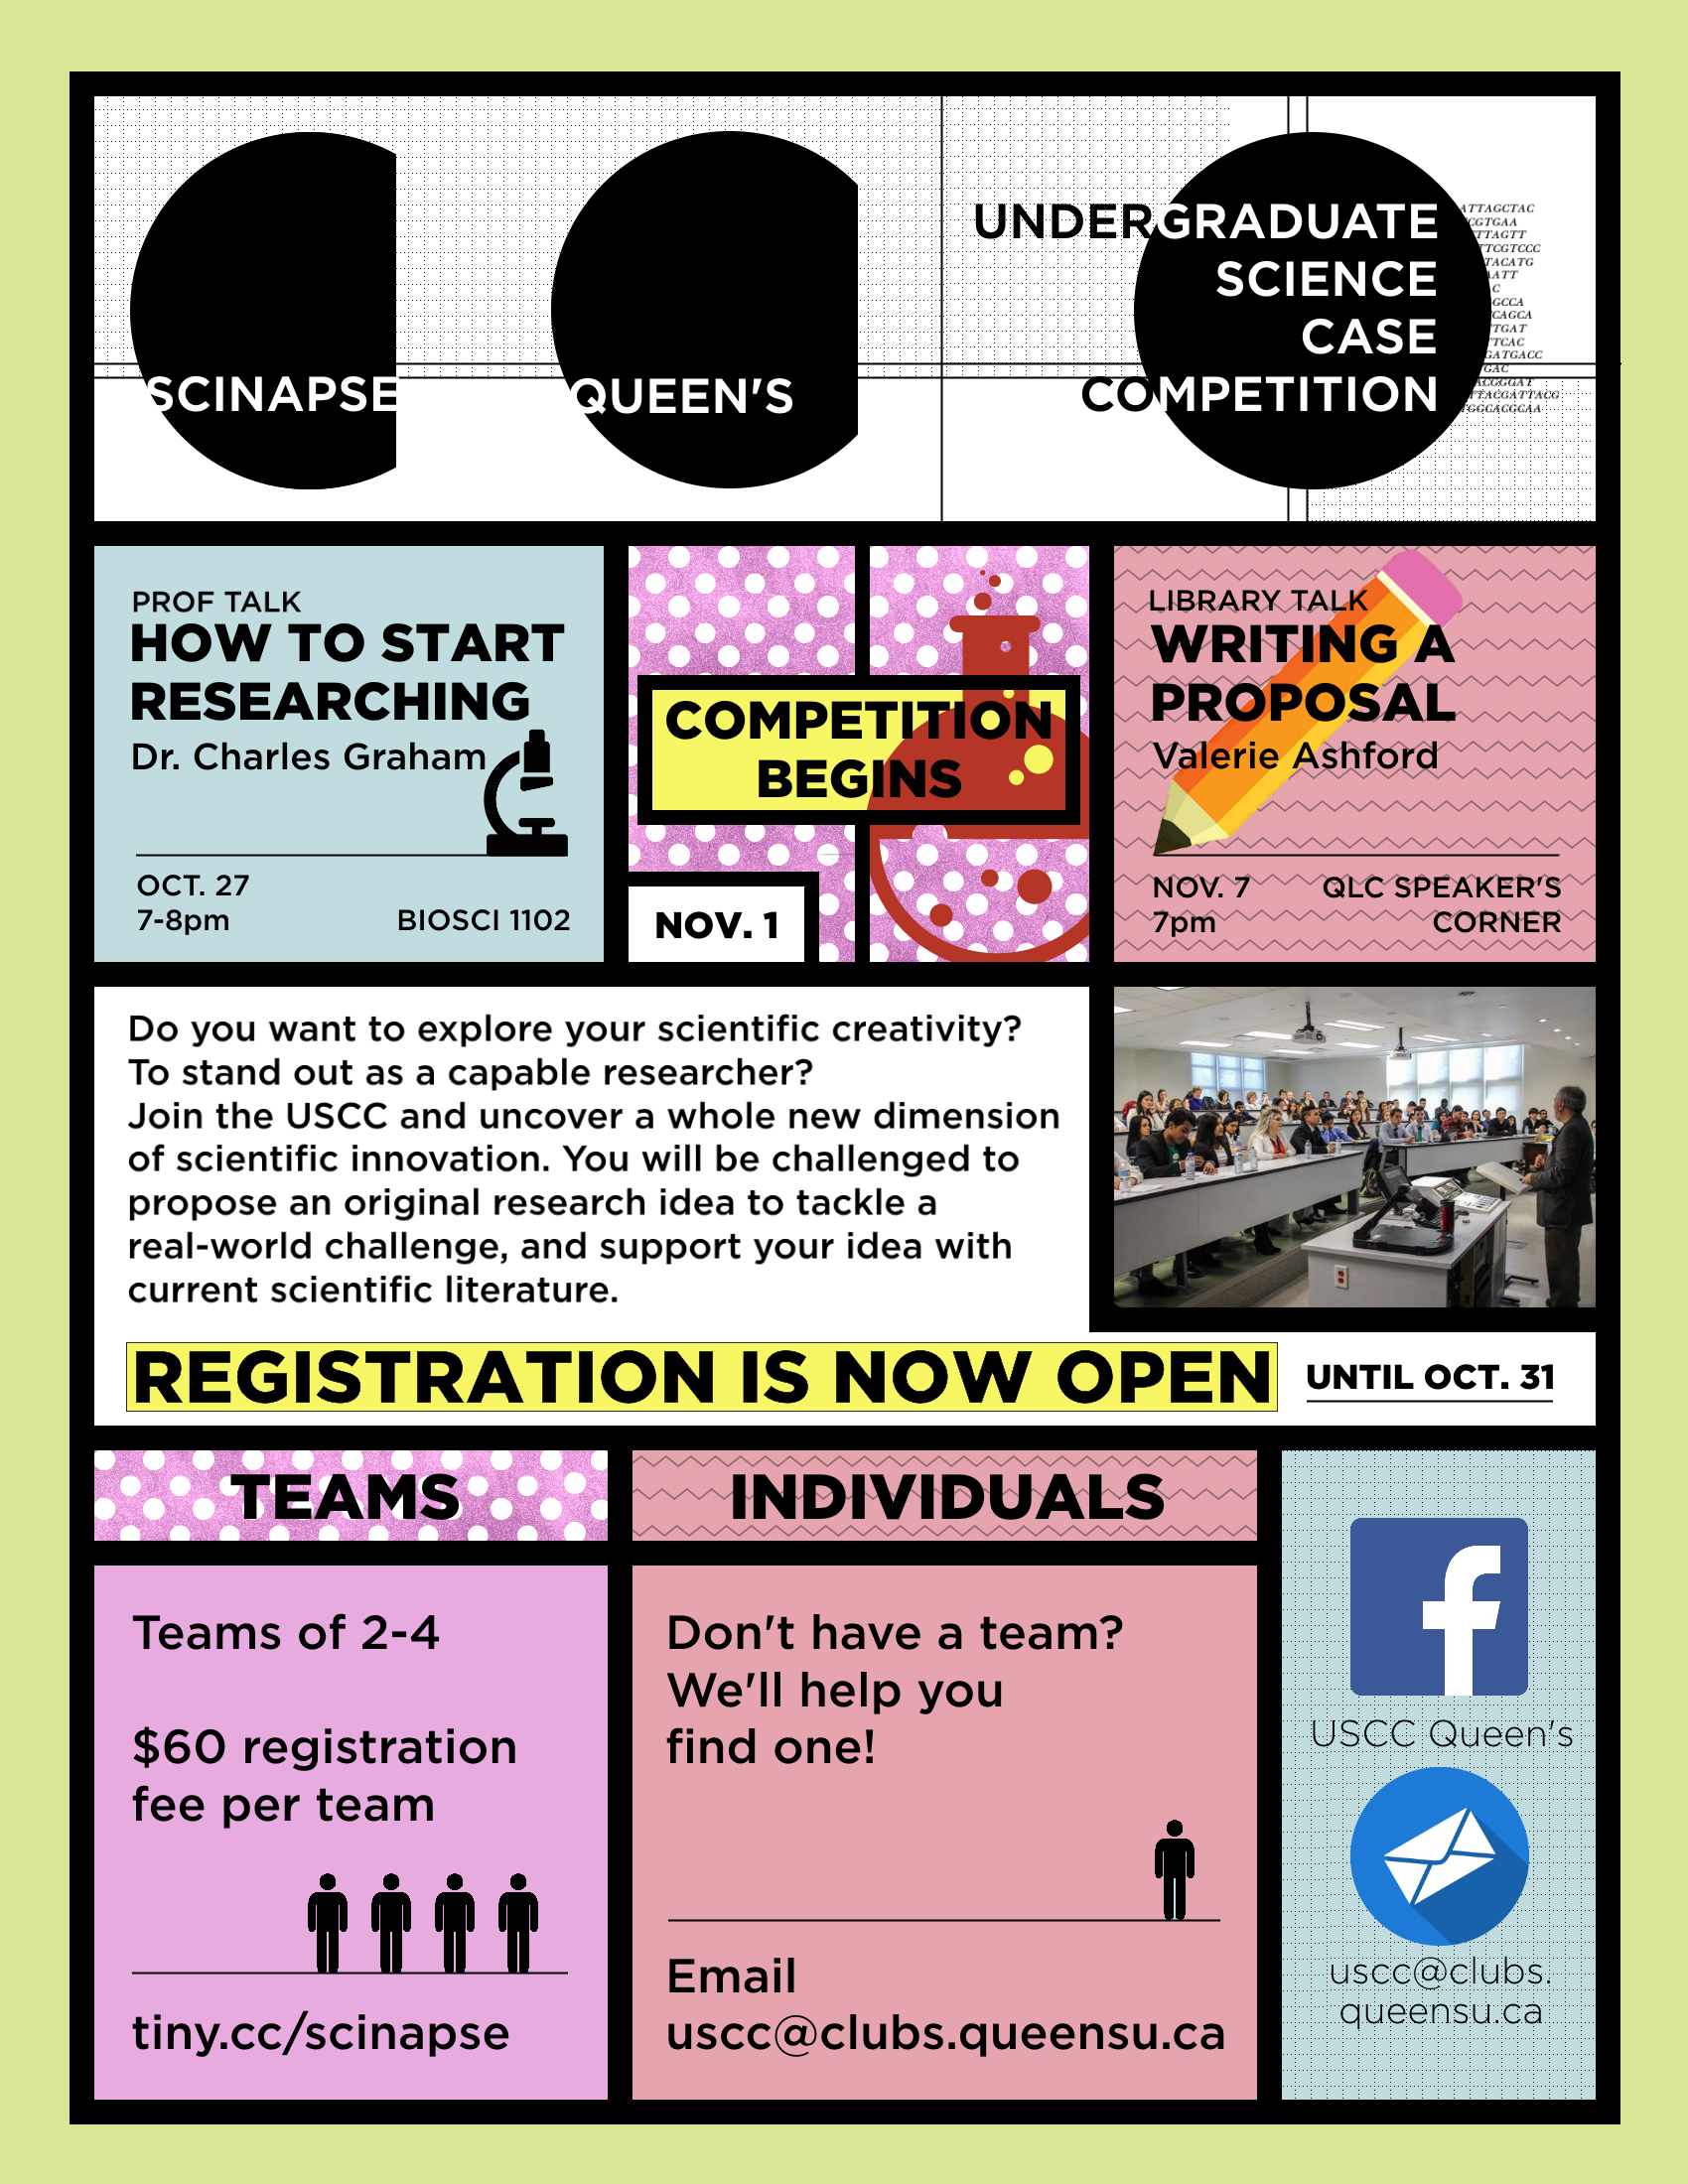 SCINAPSE
QUEEN'S
UNDERGRADUATE
SCIENCE
CASE
COMPETITION
ATTAGCTAC
CGTGAA
TTAGTT
TTCGTCCC
TACATG
AATT
C
GCCA
CAGCA
TGAT
TCAC
GATGACC
GAC
ACGGGAT
TTACGATTACG
TGGCACGCAA
PROF TALK
HOW TO START
RESEARCHING
Dr. Charles Graham
OCT. 27
7-8pm
BIOSCI 1102
COMPETITION
BEGINS
NOV. 1
LIBRARY TALK
WRITING A
PROPOSAL
Valerie Ashford
NOV. 7
7pm
QLC SPEAKER'S
CORNER
Do you want to explore your scientific creativity?
To stand out as a capable researcher?
Join the USCC and uncover a whole new dimension
of scientific innovation. You will be challenged to
propose an original research idea to tackle a
real-world challenge, and support your idea with
current scientific literature.
REGISTRATION IS NOW OPEN
UNTIL OCT. 31
TEAMS
Teams of 2-4
$60 registration
fee per team
tiny.cc/scinapse
INDIVIDUALS
Don't have a team?
We'll help you
find one!
Email
uscc@clubs.queensu.ca
f
USCC Queen's
uscc@clubs.
queensu.ca